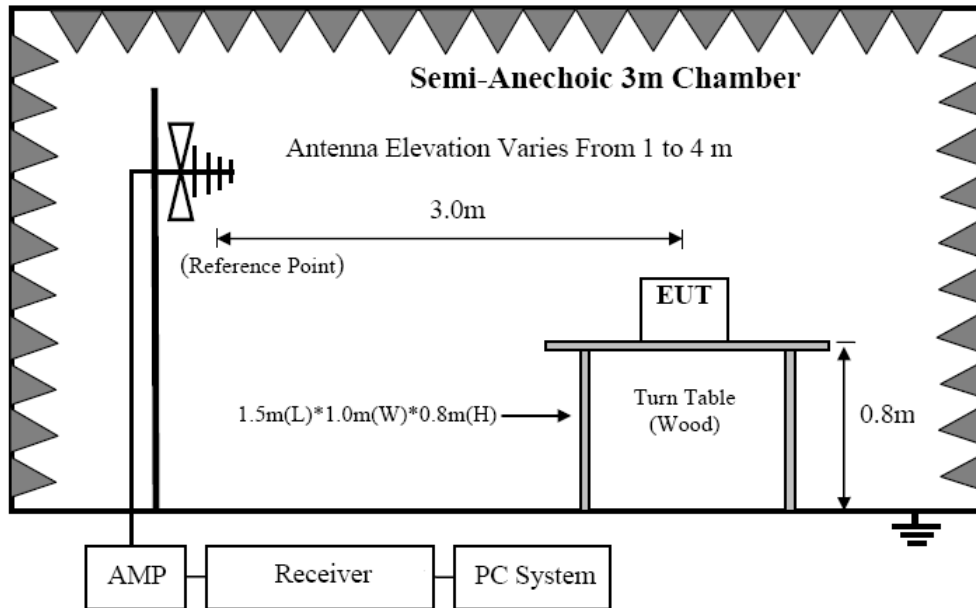 Semi-Anechoic 3m Chamber
Antenna Elevation Varies From 1 to 4 m
3.0m
(Reference Point)
EUT
1.5m(L)*1.0m(W)*0.8m(H)
Turn Table
(Wood)
0.8m
AMP
Receiver
PC System